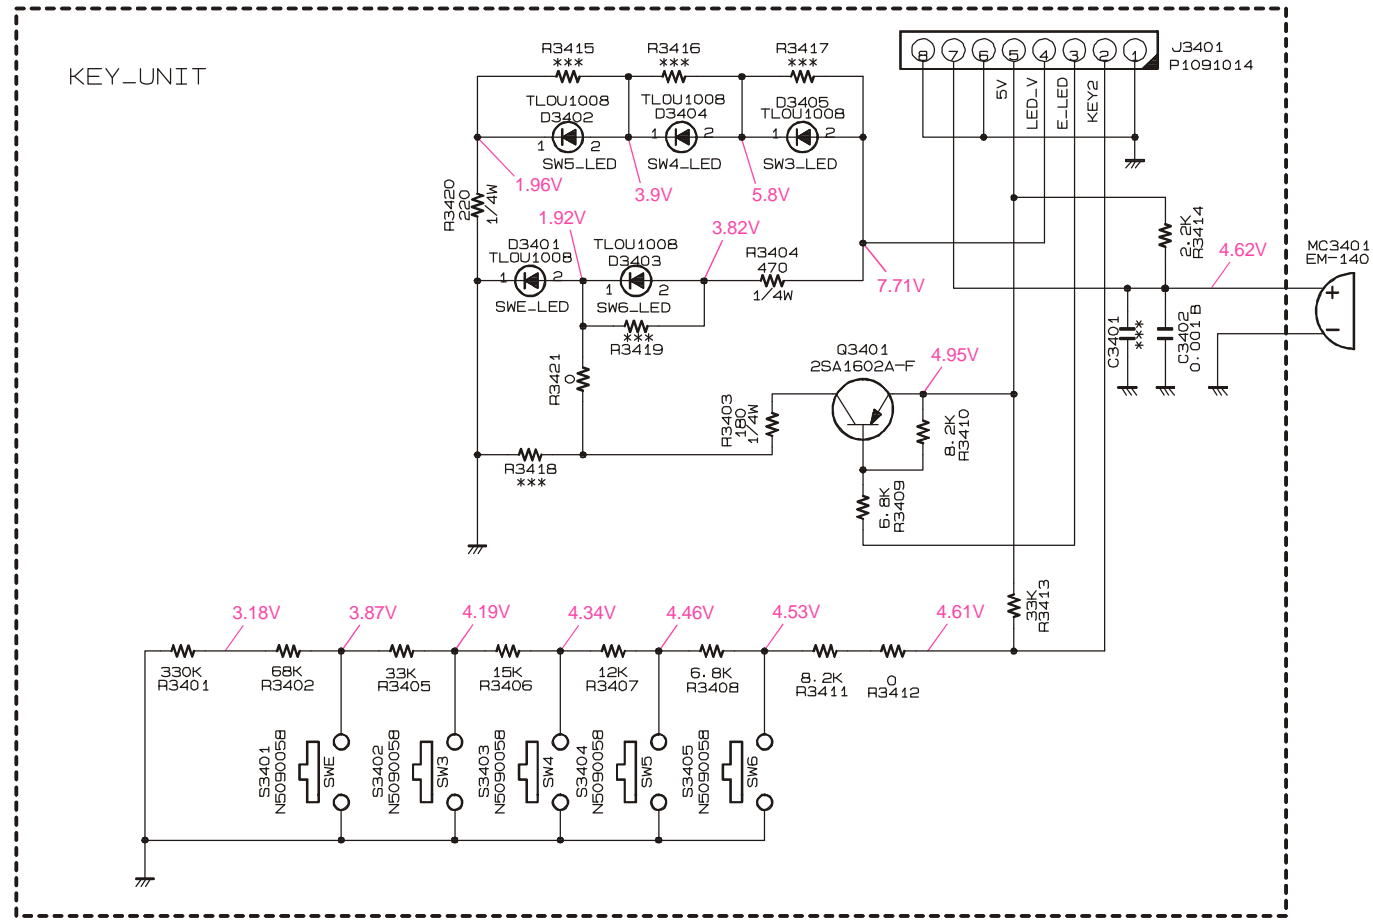 KEY_UNIT
R3415
***
R3416
***
R3417
***
J3401
P1091014
8 7 6 5 4 3 2 1
5V
LED_V
E_LED
KEY2
TLOU1008
D3402
1 2
SW5_LED
TLOU1008
D3404
1 2
SW4_LED
D3405
TLOU1008
1 2
SW3_LED
1.96V
3.9V
5.8V
R3420
220
1/4W
1.92V
3.82V
D3401
TLOU1008
1 2
SWE_LED
TLOU1008
D3403
1 2
SW6_LED
R3404
470
1/4W
7.71V
***
R3419
R3421
0
2.2K
R3414
4.62V
MC3401
EM-140
+
-
C3401
***
C3402
0.001 B
Q3401
2SA1602A-F
4.95V
R3403
180
1/4W
8.2K
R3410
R3418
***
6.8K
R3409
33K
R3413
3.18V
3.87V
4.19V
4.34V
4.46V
4.53V
4.61V
330K
R3401
68K
R3402
33K
R3405
15K
R3406
12K
R3407
6.8K
R3408
8.2K
R3411
0
R3412
S3401
N5090058
SWE
S3402
N5090058
SW3
S3403
N5090058
SW4
S3404
N5090058
SW5
S3405
N5090058
SW6